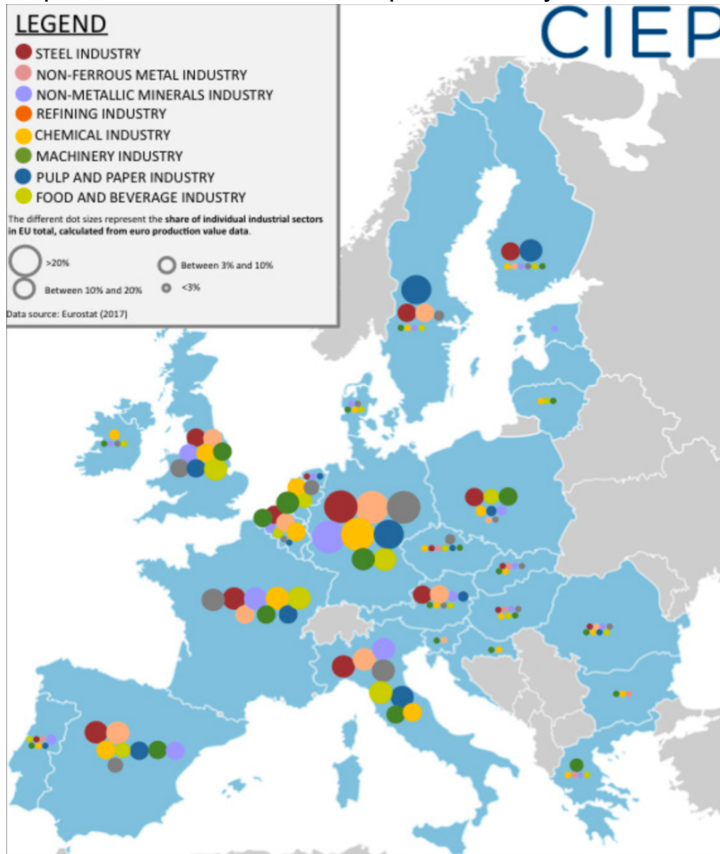 CIEP
LEGEND
STEEL INDUSTRY
NON-FERROUS METAL INDUSTRY
NON-METALLIC MINERALS INDUSTRY
REFINING INDUSTRY
CHEMICAL INDUSTRY
MACHINERY INDUSTRY
PULP AND PAPER INDUSTRY
FOOD AND BEVERAGE INDUSTRY
The different dot sizes represent the share of individual industrial sectors
in EU total, calculated from euro production value data.
>20%
Between 3% and 10%
Between 10% and 20%
<3%
Data source: Eurostat (2017)